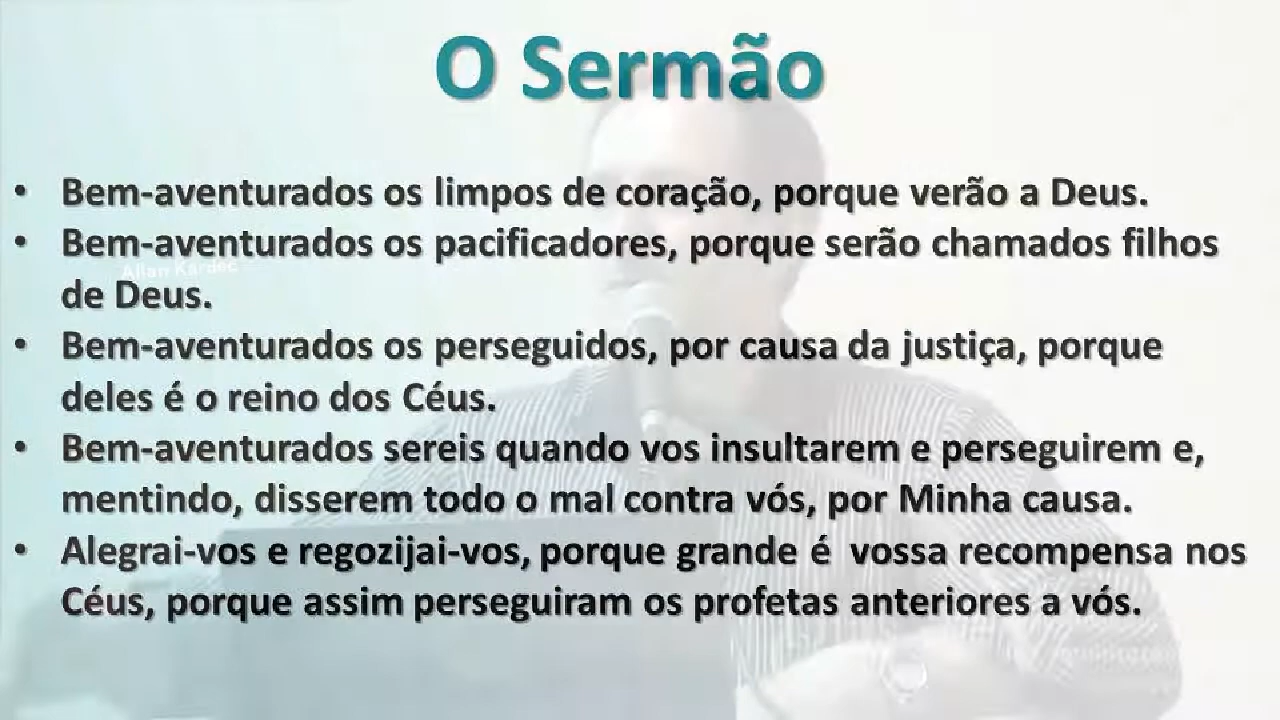 O Sermão
• Bem-aventurados os limpos de coração, porque verão a Deus.
• Bem-aventurados os pacificadores, porque serão chamados filhos
Allan Kardec
de Deus.
• Bem-aventurados os perseguidos, por causa da justiça, porque
deles é o reino dos Céus.
• Bem-aventurados sereis quando vos insultarem e perseguirem e,
mentindo, disserem todo o mal contra vós, por Minha causa.
• Alegrai-vos e regozijai-vos, porque grande é vossa recompensa nos
Céus, porque assim perseguiram os profetas anteriores a vós.